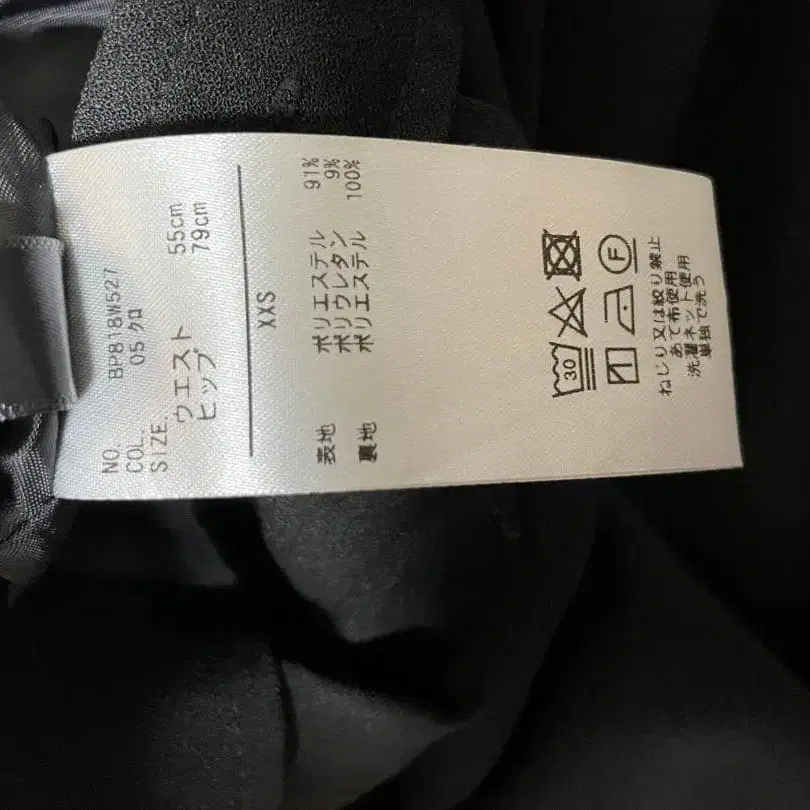 NO. BP818W527
COL. 05 クロ
SIZE.
ウエスト 55cm
ヒップ 79cm
XXS
表地 ポリエステル 91%
ポリウレタン 9%
裏地 ポリエステル 100%
30
F
ねじり又は絞り禁止
あて布使用
洗濯ネット使用
単独で洗う